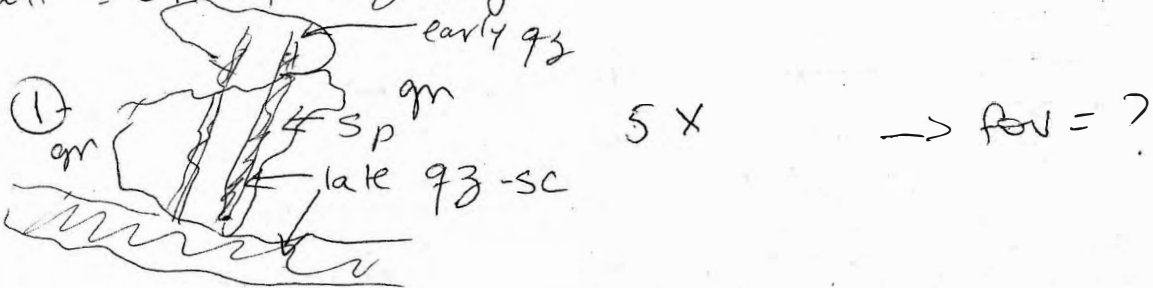 early qz
① gn
gn
sp
5 X → fov = ?
late qz-sc